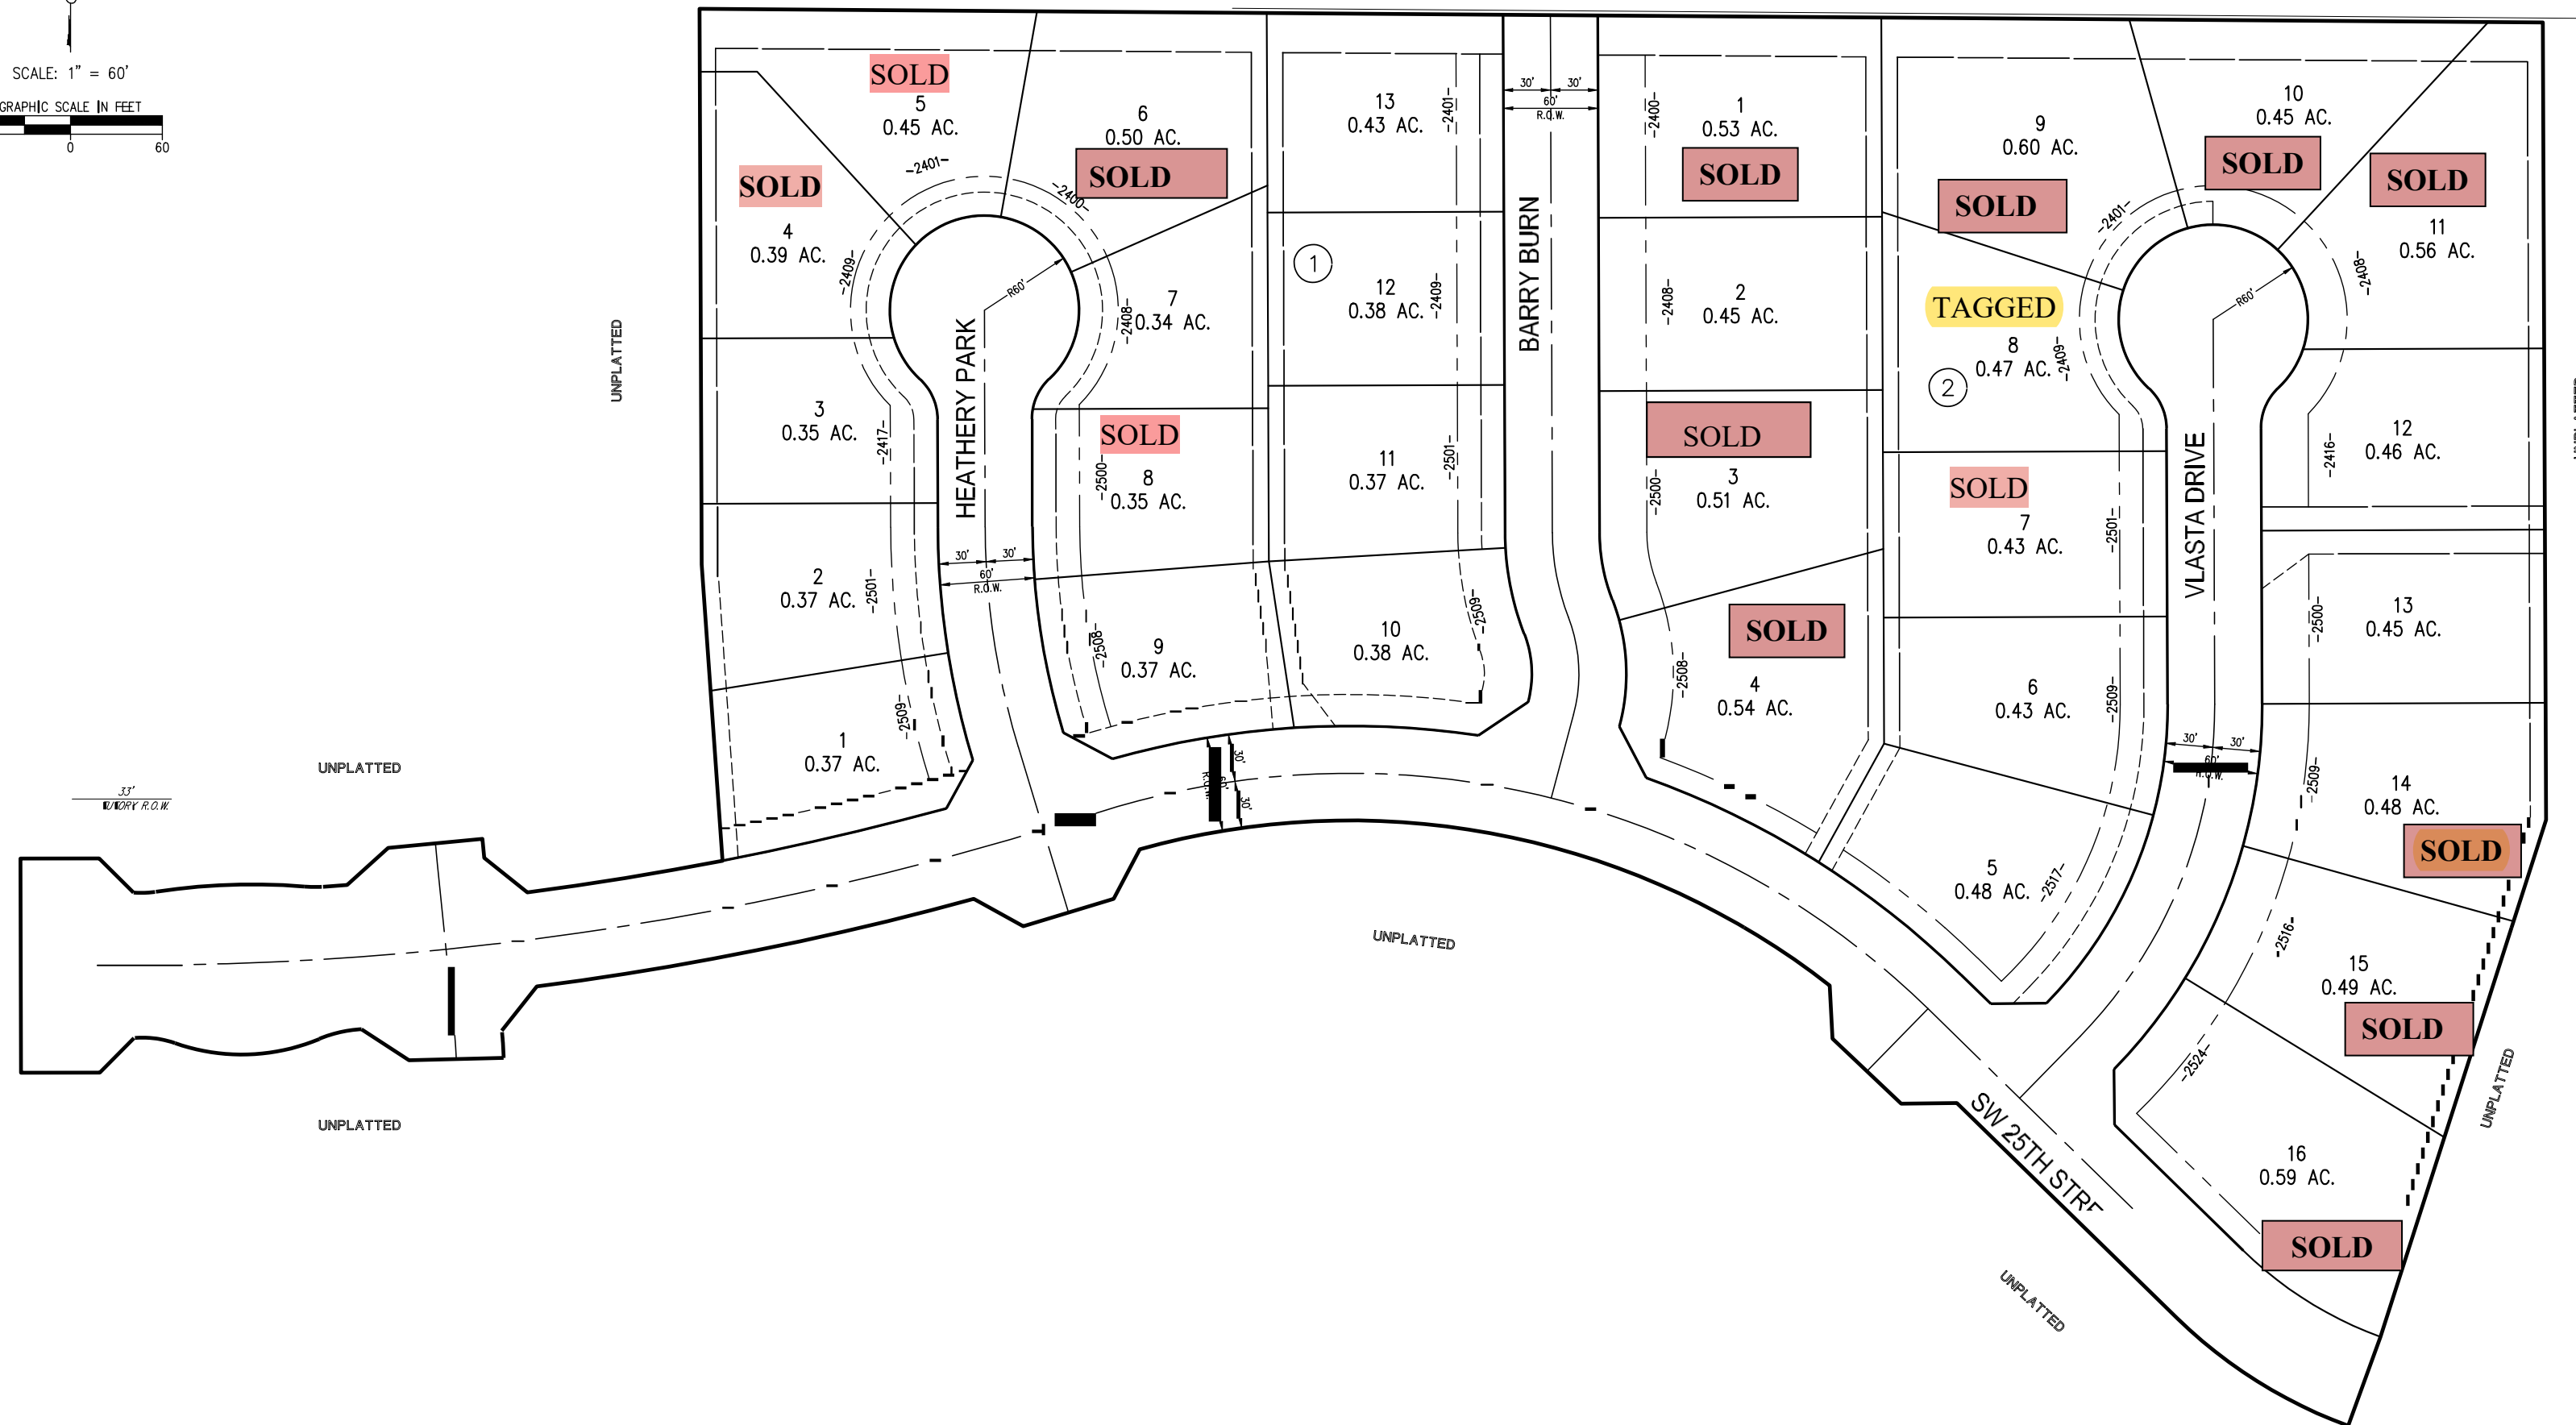 SCALE: 1" = 60'
GRAPHIC SCALE IN FEET
0 60
UNPLATTED
UNPLATTED
33'
R.O.W.
UNPLATTED
SOLD
5
0.45 AC.
-2401-
SOLD
4
0.39 AC.
-2409-
3
0.35 AC.
-2417-
2
0.37 AC.
-2501-
1
0.37 AC.
-2509-
HEATHERY PARK
R60'
30' 30'
60'
R.O.W.
6
0.50 AC.
SOLD
-2400-
7
0.34 AC.
-2408-
SOLD
8
0.35 AC.
-2500-
9
0.37 AC.
-2508-
13
0.43 AC.
-2401-
1
12
0.38 AC.
-2409-
11
0.37 AC.
-2501-
10
0.38 AC.
-2509-
30'
60'
R.O.W.
30'
BARRY BURN
30' 30'
60'
R.O.W.
1
0.53 AC.
SOLD
-2400-
2
0.45 AC.
-2408-
SOLD
3
0.51 AC.
-2500-
SOLD
4
0.54 AC.
-2508-
9
0.60 AC.
SOLD
-2401-
TAGGED
8
0.47 AC.
-2409-
2
SOLD
7
0.43 AC.
-2501-
6
0.43 AC.
-2509-
5
0.48 AC.
-2517-
VLASTA DRIVE
R60'
30' 30'
60'
R.O.W.
10
0.45 AC.
SOLD
SOLD
11
0.56 AC.
-2408-
12
0.46 AC.
-2416-
13
0.45 AC.
-2500-
14
0.48 AC.
SOLD
-2509-
15
0.49 AC.
SOLD
-2516-
16
0.59 AC.
SOLD
-2524-
UNPLATTED
UNPLATTED
SW 25TH STRE
UNPLATTED